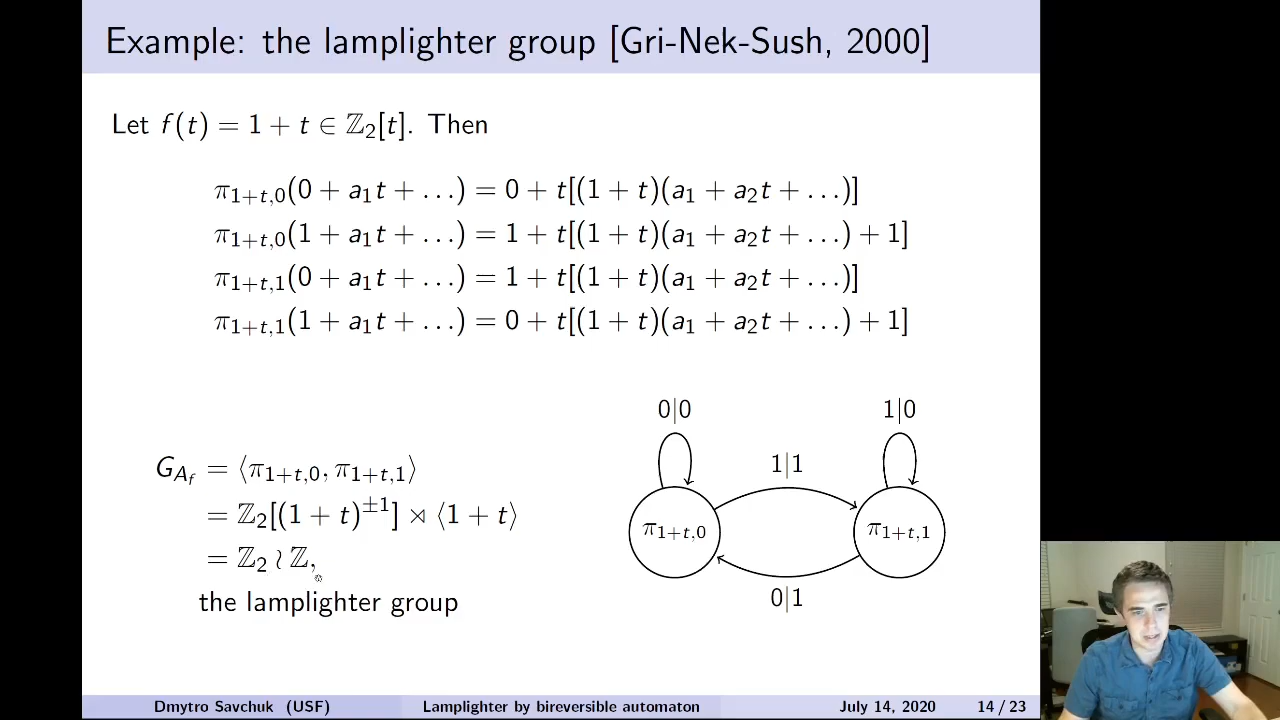 Example: the lamplighter group [Gri-Nek-Sush, 2000]
Let f(t) = 1 + t ∈ ℤ₂[t]. Then
π₁₊ₜ,₀(0 + a₁t + …) = 0 + t[(1 + t)(a₁ + a₂t + …)]
π₁₊ₜ,₀(1 + a₁t + …) = 1 + t[(1 + t)(a₁ + a₂t + …) + 1]
π₁₊ₜ,₁(0 + a₁t + …) = 1 + t[(1 + t)(a₁ + a₂t + …)]
π₁₊ₜ,₁(1 + a₁t + …) = 0 + t[(1 + t)(a₁ + a₂t + …) + 1]
G_{A_f} = ⟨π₁₊ₜ,₀, π₁₊ₜ,₁⟩
= ℤ₂[(1 + t)^{±1}] ⋊ ⟨1 + t⟩
= ℤ₂ ≀ ℤ,
the lamplighter group
0|0
1|0
1|1
π₁₊ₜ,₀
π₁₊ₜ,₁
0|1
Dmytro Savchuk (USF)
Lamplighter by bireversible automaton
July 14, 2020
14 / 23